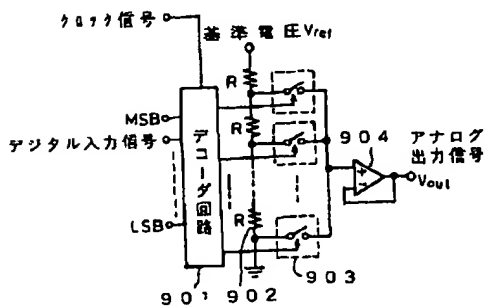 クロック信号
基準電圧Vref
R
MSB
デジタル入力信号
R
デコーダ回路
904
アナログ
出力信号
Vout
LSB
R
901
902
903